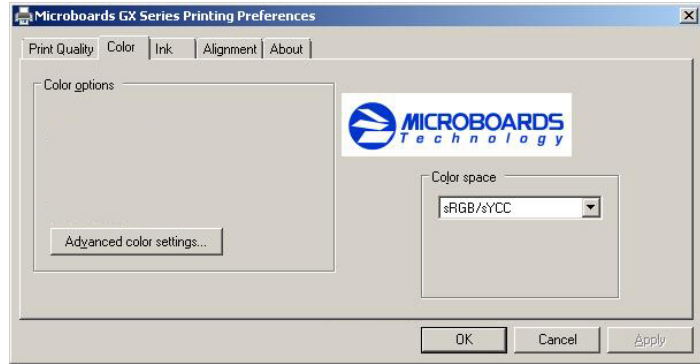 Microboards GX Series Printing Preferences
Print Quality Color Ink Alignment About
Color options
MICROBOARDS
Technology
Color space
sRGB/sYCC
Advanced color settings...
OK Cancel Apply